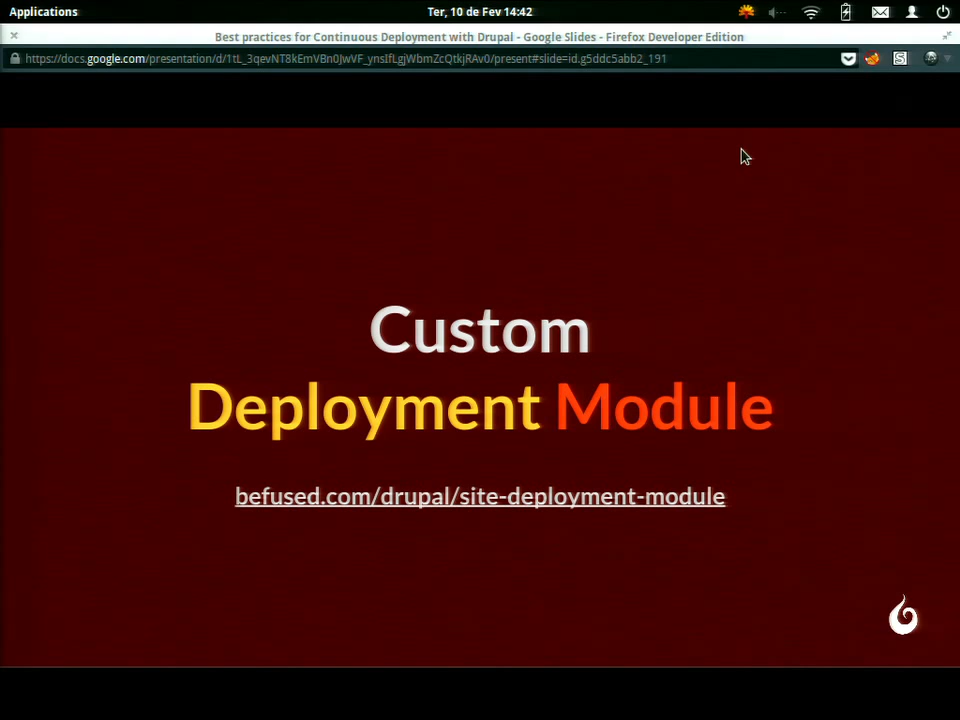 Applications
Ter, 10 de Fev 14:42
Best practices for Continuous Deployment with Drupal - Google Slides - Firefox Developer Edition
https://docs.google.com/presentation/d/1tL_3qevNT8kEmVBn0JwVF_ynsIfLgjWbmZcQtkjRAv0/present#slide=id.g5ddc5abb2_191
S
Custom
Deployment Module
befused.com/drupal/site-deployment-module